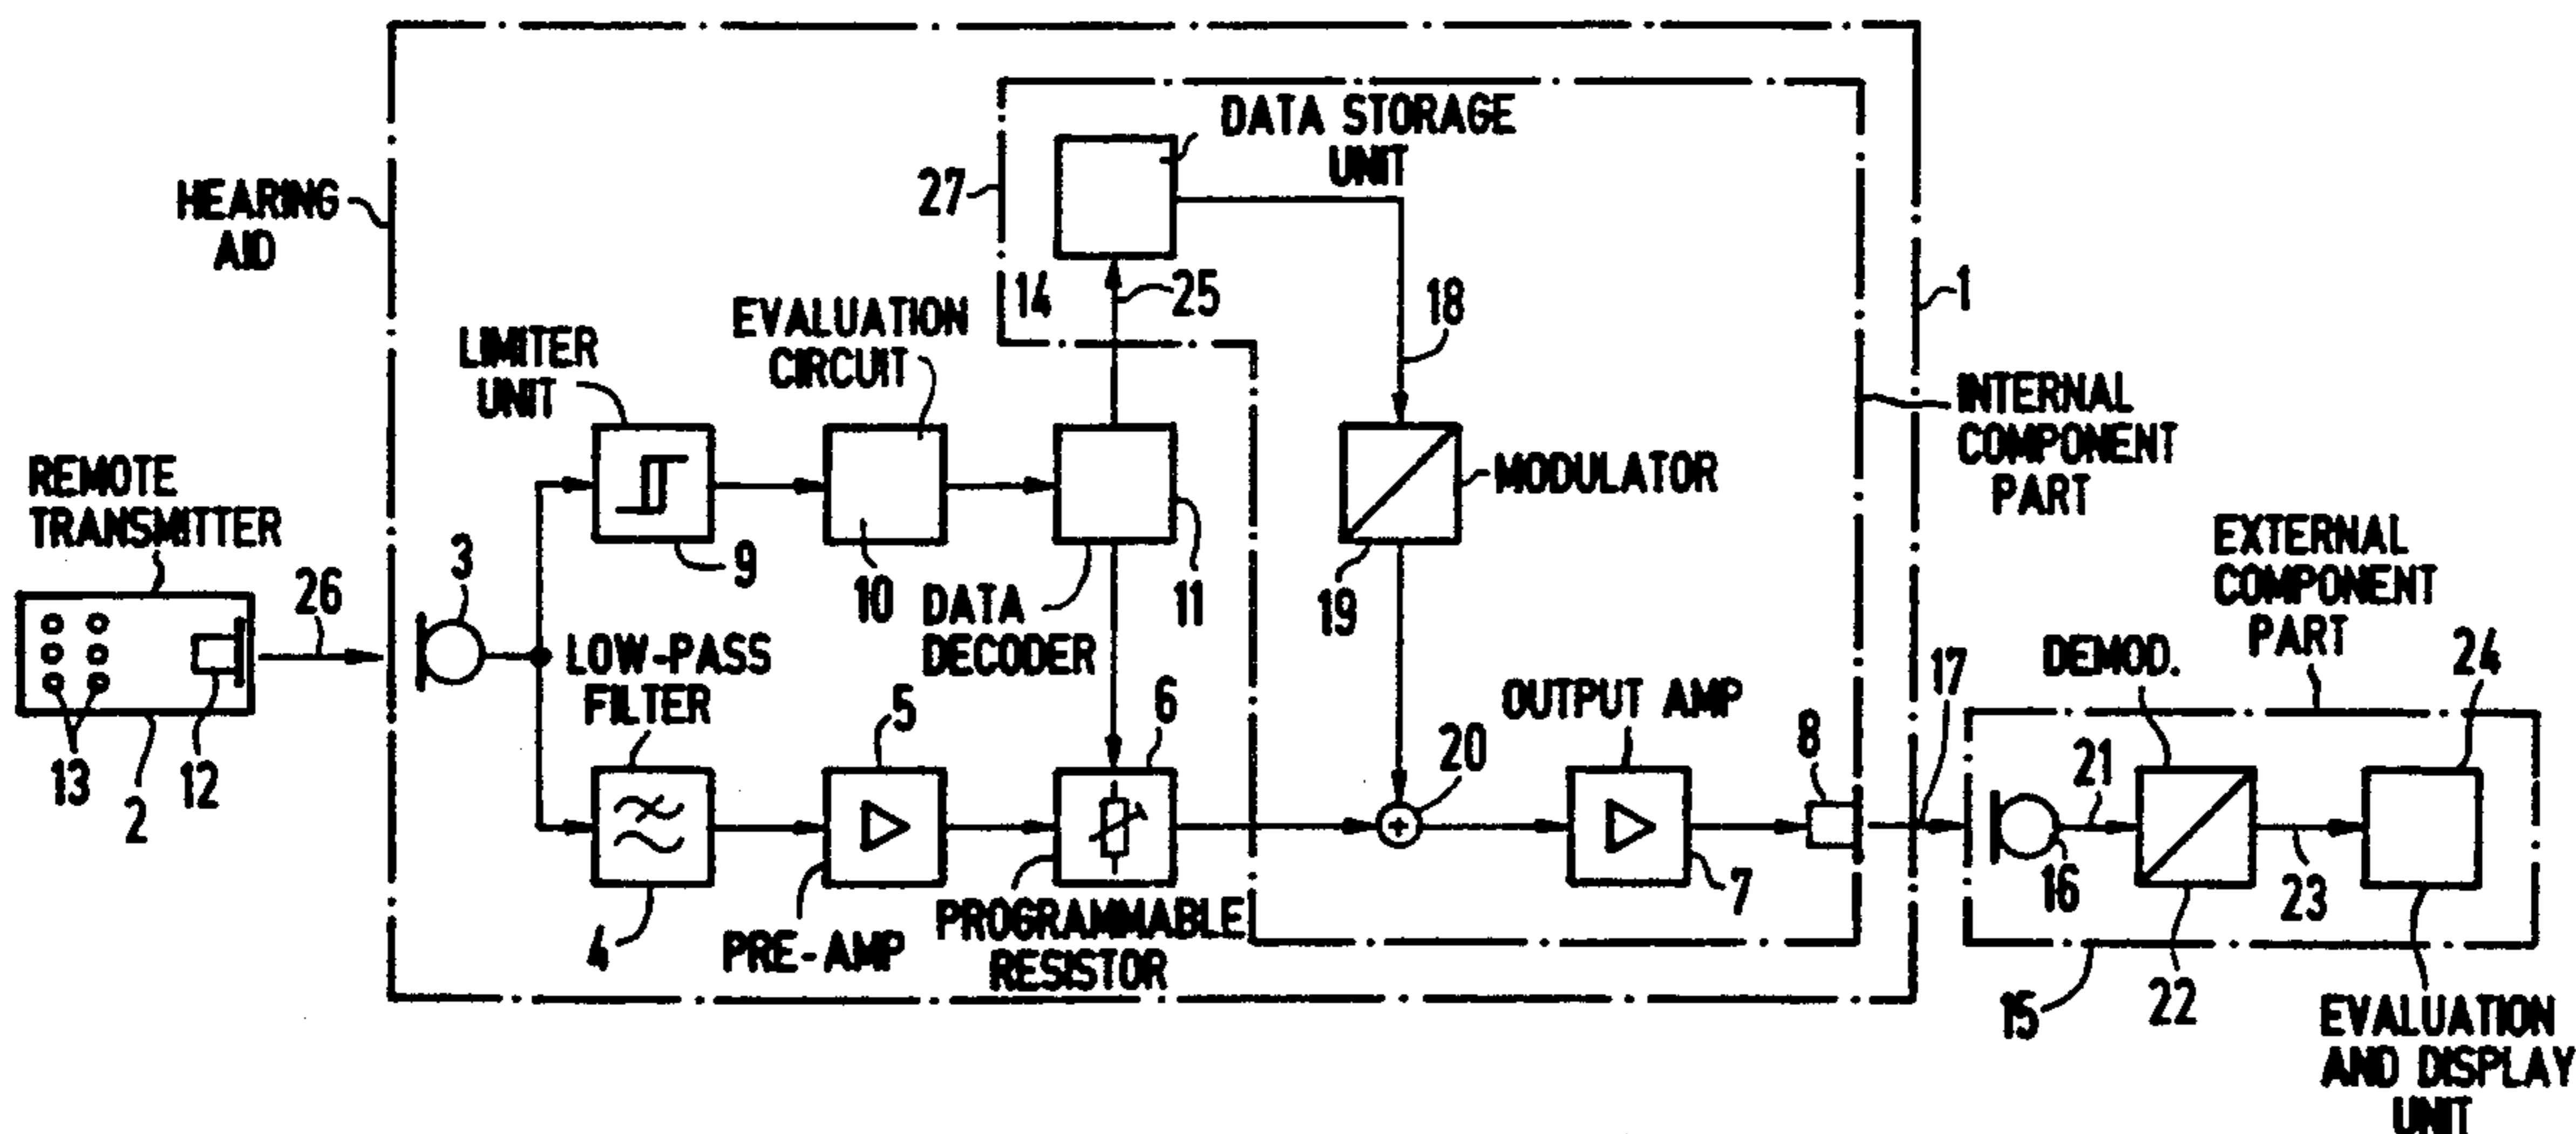 DATA STORAGE
UNIT
27
HEARING
AID
14
25
18
1
EVALUATION
CIRCUIT
LIMITER
UNIT
INTERNAL
COMPONENT
PART
REMOTE
TRANSMITTER
MODULATOR
EXTERNAL
COMPONENT
PART
26
3
9
10
DATA
DECODER
11
19
DEMOD.
24
17
LOW-PASS
FILTER
5
6
OUTPUT AMP
20
8
21
13
2
12
16
23
7
4
PRE-AMP
PROGRAMMABLE
RESISTOR
15
22
EVALUATION
AND DISPLAY
UNIT